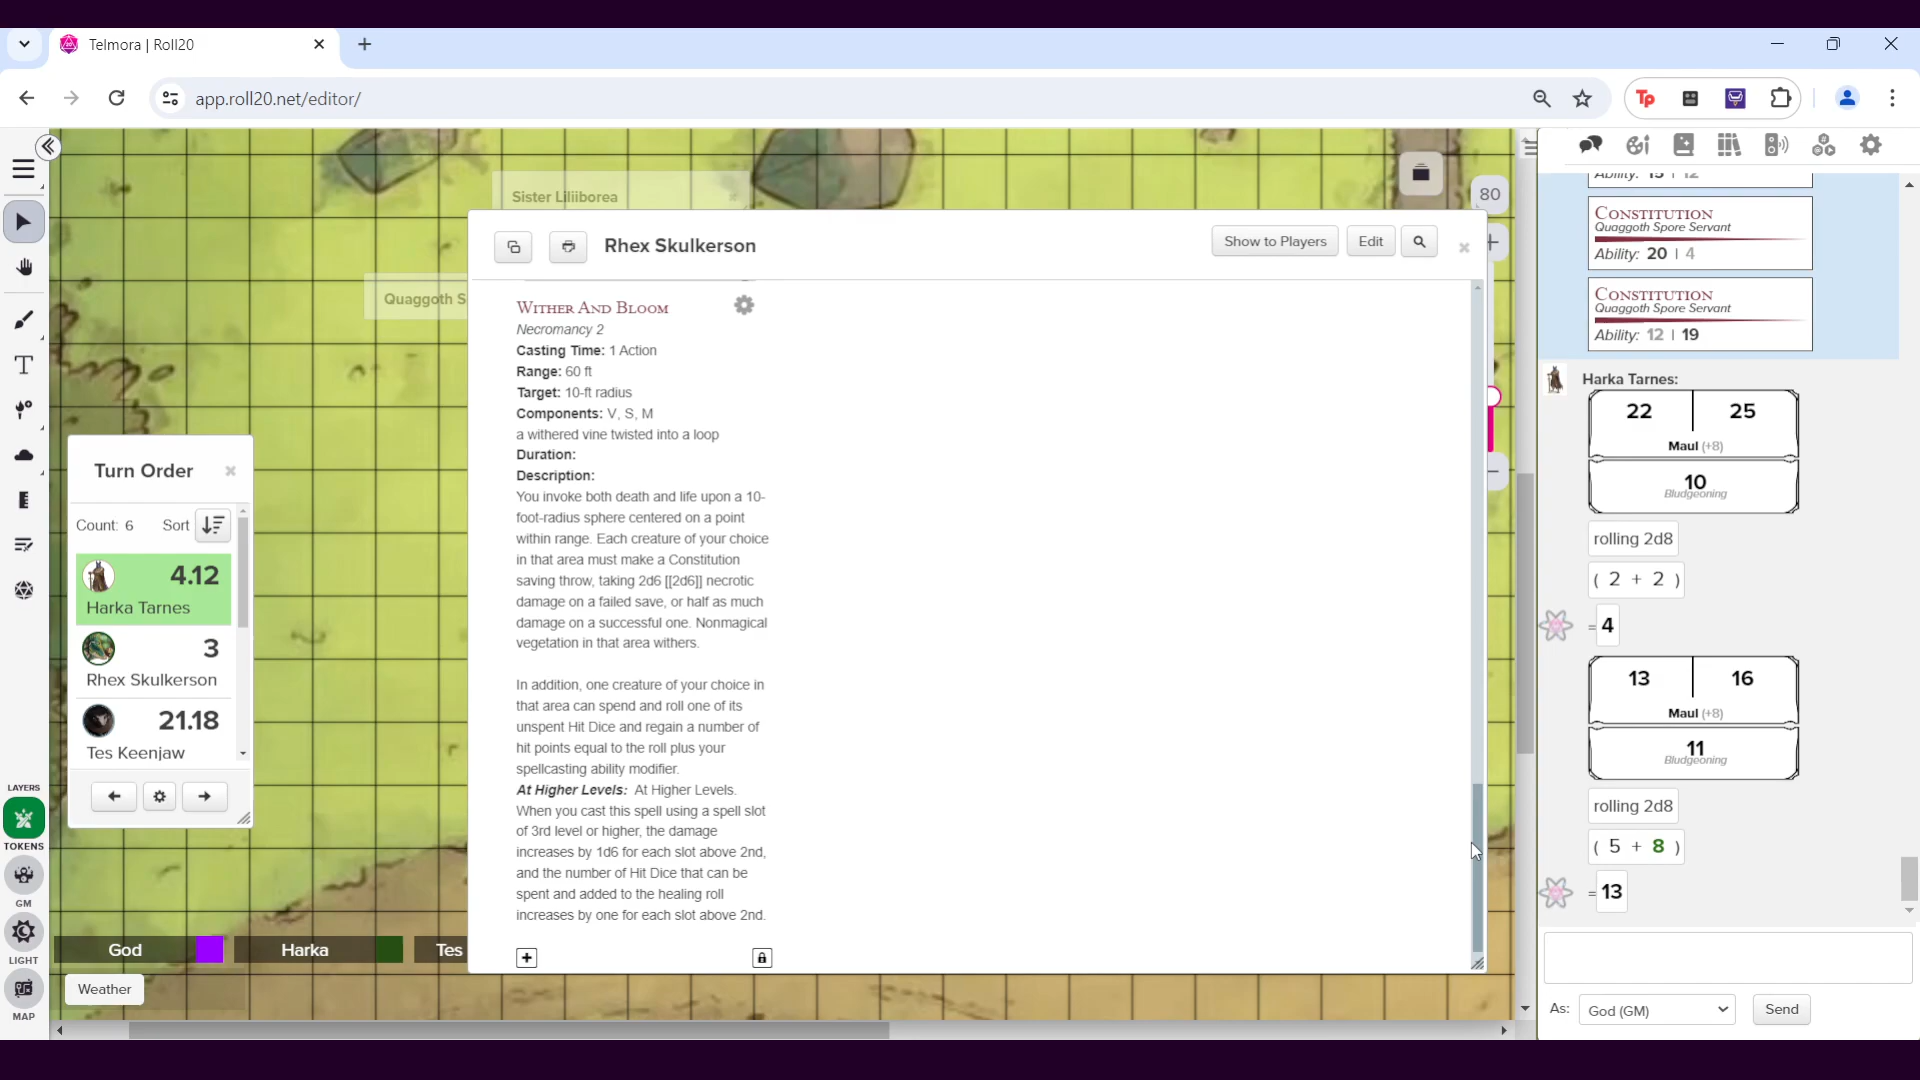 Telmora | Roll20
app.roll20.net/editor/
Tp
Sister Liliiborea
80
Rhex Skulkerson
Show to Players
Edit
Quaggoth S
Wither And Bloom
Necromancy 2
Casting Time: 1 Action
Range: 60 ft
Target: 10-ft radius
Components: V, S, M
a withered vine twisted into a loop
Duration:
Description:
You invoke both death and life upon a 10-
foot-radius sphere centered on a point
within range. Each creature of your choice
in that area must make a Constitution
saving throw, taking 2d6 [[2d6]] necrotic
damage on a failed save, or half as much
damage on a successful one. Nonmagical
vegetation in that area withers.
In addition, one creature of your choice in
that area can spend and roll one of its
unspent Hit Dice and regain a number of
hit points equal to the roll plus your
spellcasting ability modifier.
At Higher Levels: At Higher Levels.
When you cast this spell using a spell slot
of 3rd level or higher, the damage
increases by 1d6 for each slot above 2nd,
and the number of Hit Dice that can be
spent and added to the healing roll
increases by one for each slot above 2nd.
Turn Order
Count: 6 Sort
4.12
Harka Tarnes
3
Rhex Skulkerson
21.18
Tes Keenjaw
LAYERS
TOKENS
GM
LIGHT
MAP
God
Harka
Tes
Weather
Ability: 15 | 12
Constitution
Quaggoth Spore Servant
Ability: 20 | 4
Constitution
Quaggoth Spore Servant
Ability: 12 | 19
Harka Tarnes:
22 25
Maul (+8)
10
Bludgeoning
rolling 2d8
( 2 + 2 )
= 4
13 16
Maul (+8)
11
Bludgeoning
rolling 2d8
( 5 + 8 )
= 13
As: God (GM)
Send